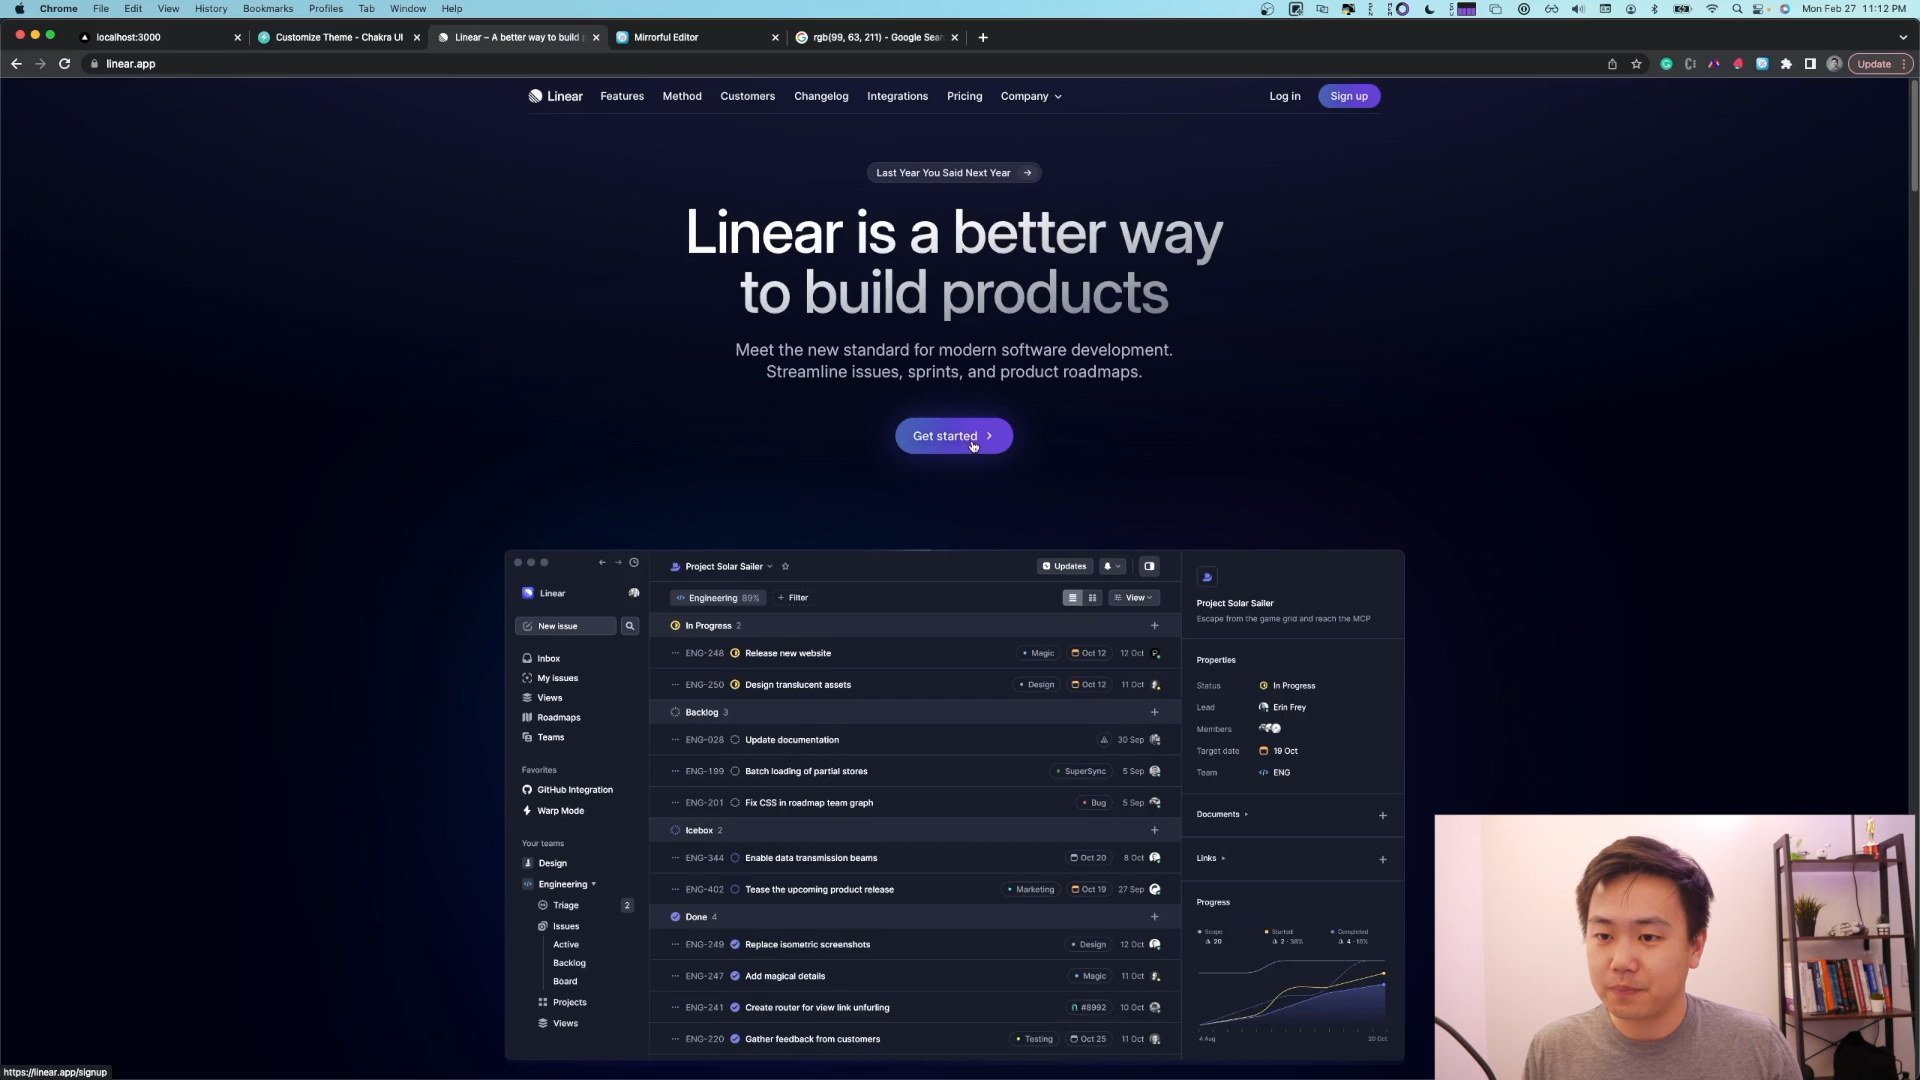 Chrome File Edit View History Bookmarks Profiles Tab Window Help Mon Feb 27 11:12 PM
localhost:3000 Customize Theme - Chakra UI Linear – A better way to build Mirrorful Editor rgb(99, 63, 211) - Google Sear
linear.app Update
Linear Features Method Customers Changelog Integrations Pricing Company Log in Sign up
Last Year You Said Next Year →
Linear is a better way
to build products
Meet the new standard for modern software development.
Streamline issues, sprints, and product roadmaps.
Get started
Linear
New issue
Inbox
My issues
Views
Roadmaps
Teams
Favorites
GitHub Integration
Warp Mode
Your teams
Design
Engineering
Triage 2
Issues
Active
Backlog
Board
Projects
Views
Project Solar Sailer Updates
Engineering 89% + Filter View
In Progress 2
ENG-248 Release new website Magic Oct 12 12 Oct
ENG-250 Design translucent assets Design Oct 12 11 Oct
Backlog 3
ENG-028 Update documentation 30 Sep
ENG-199 Batch loading of partial stores SuperSync 5 Sep
ENG-201 Fix CSS in roadmap team graph Bug 5 Sep
Icebox 2
ENG-344 Enable data transmission beams Oct 20 8 Oct
ENG-402 Tease the upcoming product release Marketing Oct 19 27 Sep
Done 4
ENG-249 Replace isometric screenshots Design 12 Oct
ENG-247 Add magical details Magic 11 Oct
ENG-241 Create router for view link unfurling #8992 10 Oct
ENG-220 Gather feedback from customers Testing Oct 25 11 Oct
Project Solar Sailer
Escape from the game grid and reach the MCP
Properties
Status In Progress
Lead Erin Frey
Members
Target date 19 Oct
Team ENG
Documents
Links
Progress
Scope Started Completed
20 2 · 38% 4 · 16%
4 Aug 20 Oct
https://linear.app/signup